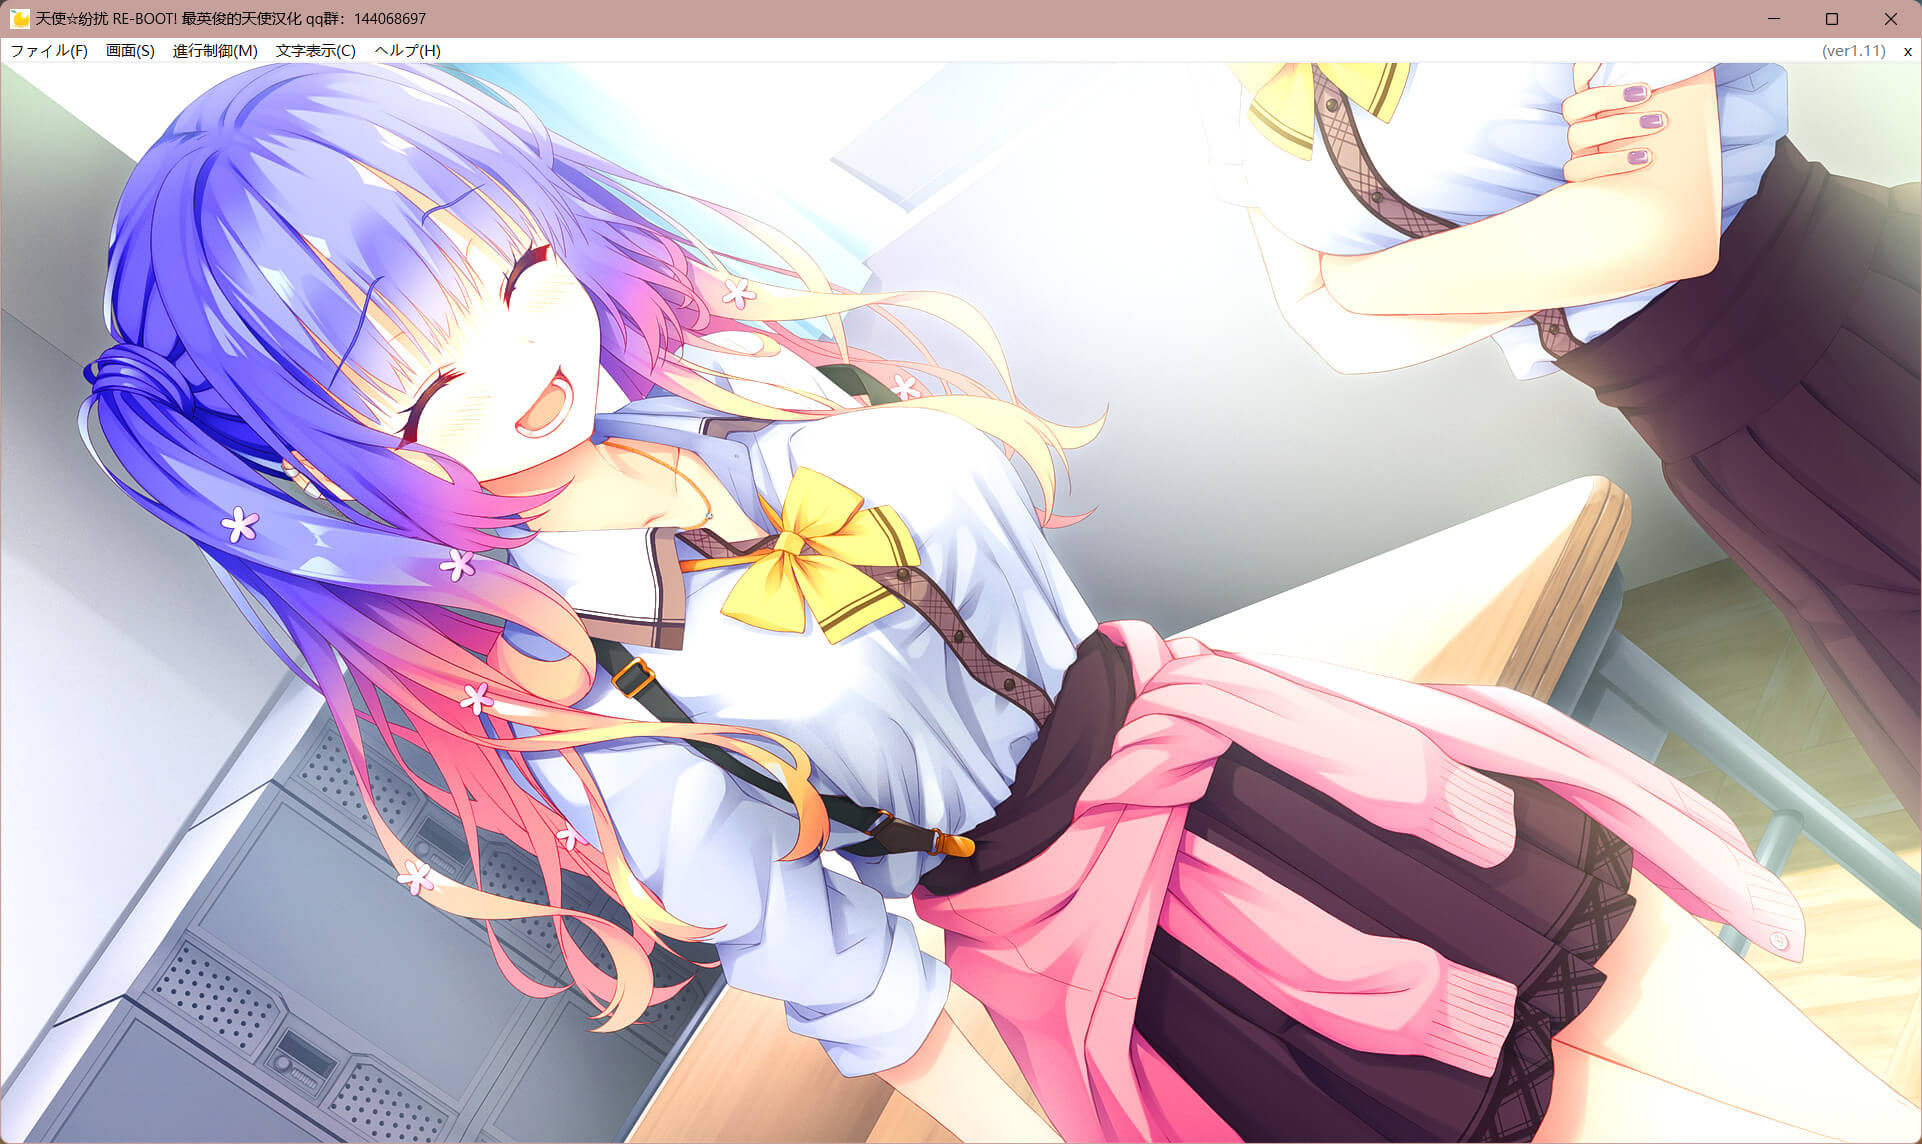 天使☆纷扰 RE-BOOT! 最英俊的天使汉化 qq群：144068697
ファイル(F) 画面(S) 進行制御(M) 文字表示(C) ヘルプ(H) (ver1.11) x